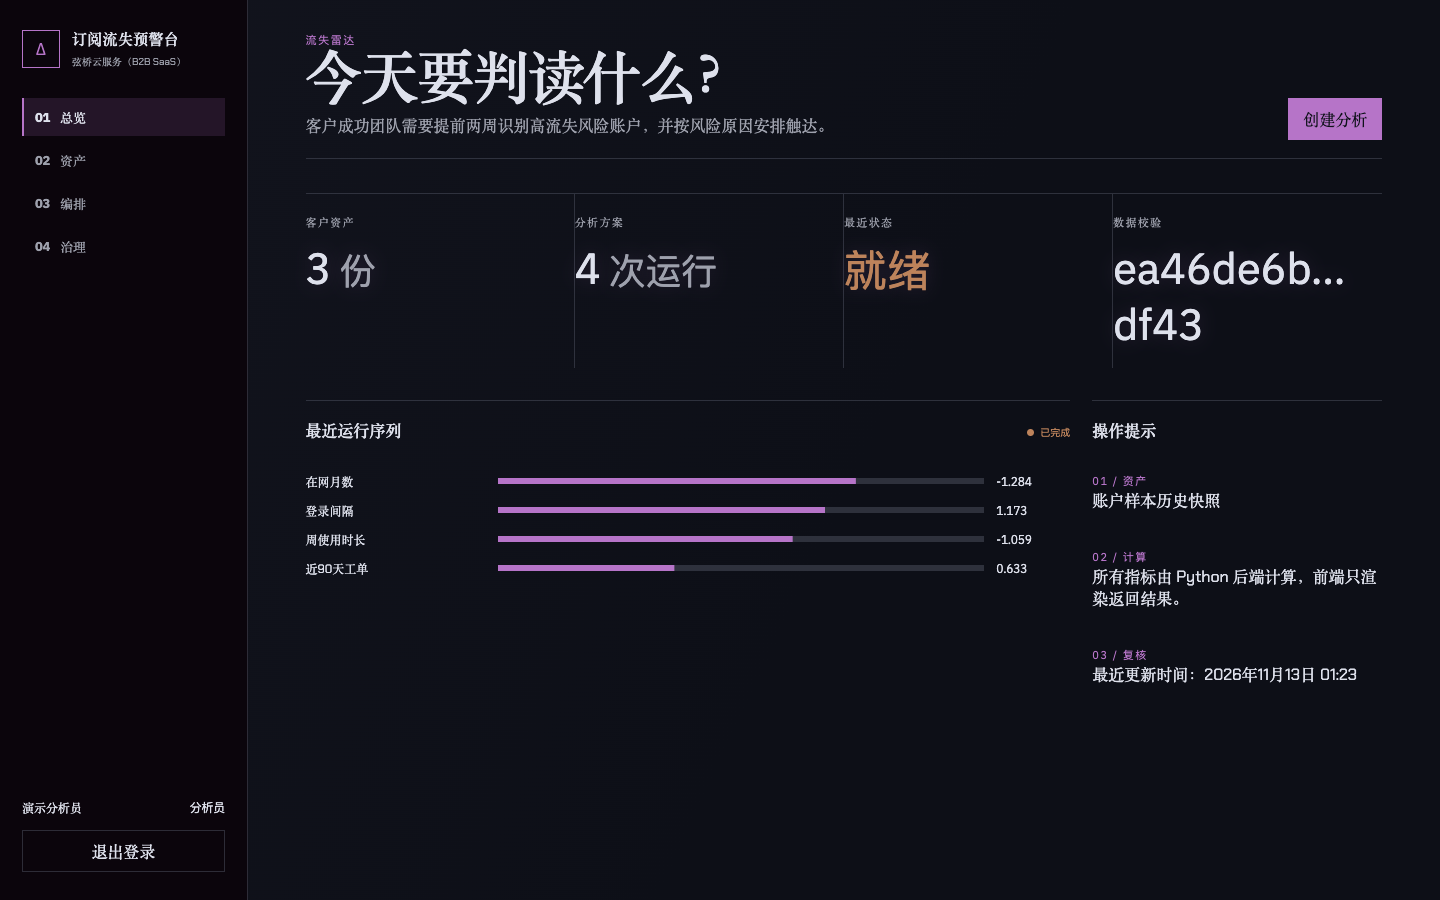 Δ
订阅流失预警台
弦桥云服务（B2B SaaS）
01 总览
02 资产
03 编排
04 治理
演示分析员
分析员
退出登录
流失雷达
今天要判读什么？
客户成功团队需要提前两周识别高流失风险账户，并按风险原因安排触达。
创建分析
客户资产
3 份
分析方案
4 次运行
最近状态
就绪
数据校验
ea46de6b...
df43
最近运行序列
已完成
在网月数 -1.284
登录间隔 1.173
周使用时长 -1.059
近90天工单 0.633
操作提示
01 / 资产
账户样本历史快照
02 / 计算
所有指标由 Python 后端计算，前端只渲
染返回结果。
03 / 复核
最近更新时间：2026年11月13日 01:23